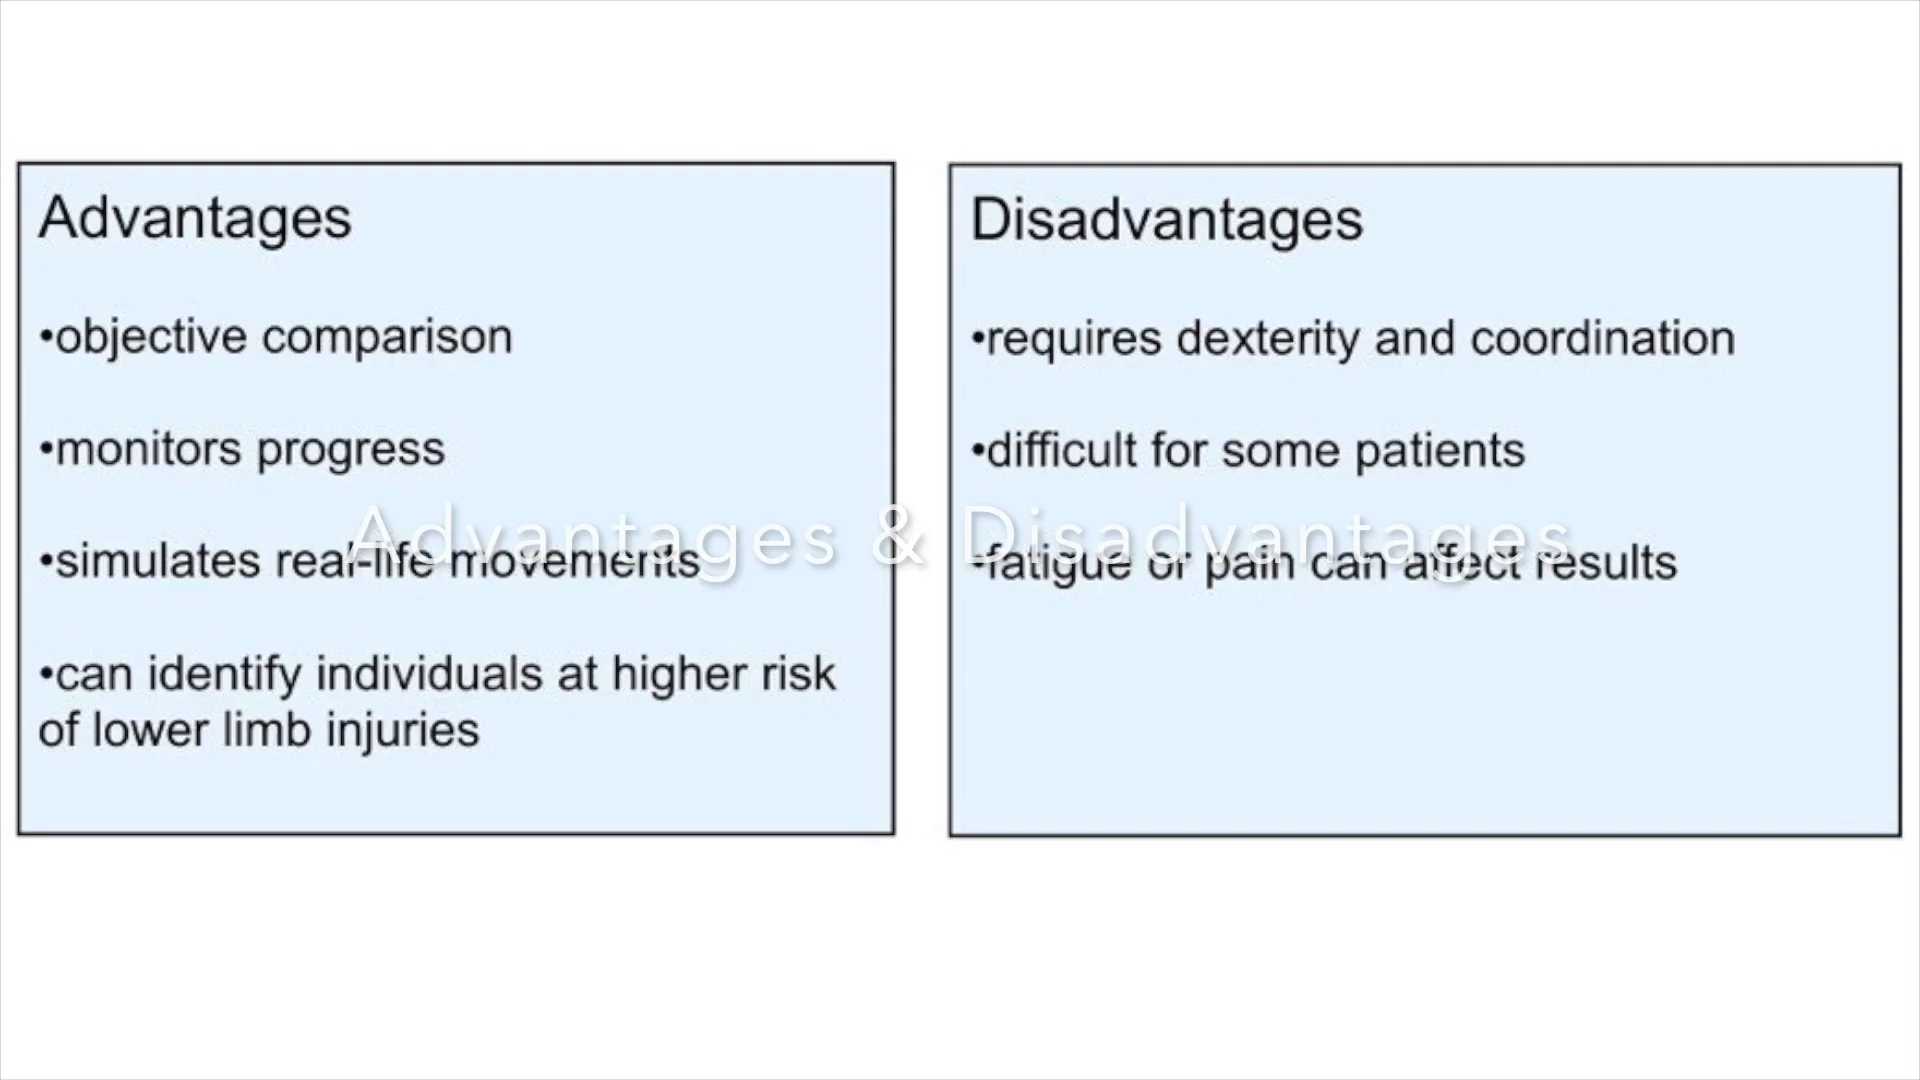 Advantages
•objective comparison
•monitors progress
•simulates real-life movements
•can identify individuals at higher risk
of lower limb injuries
Disadvantages
•requires dexterity and coordination
•difficult for some patients
•fatigue or pain can affect results
Advantages & Disadvantages